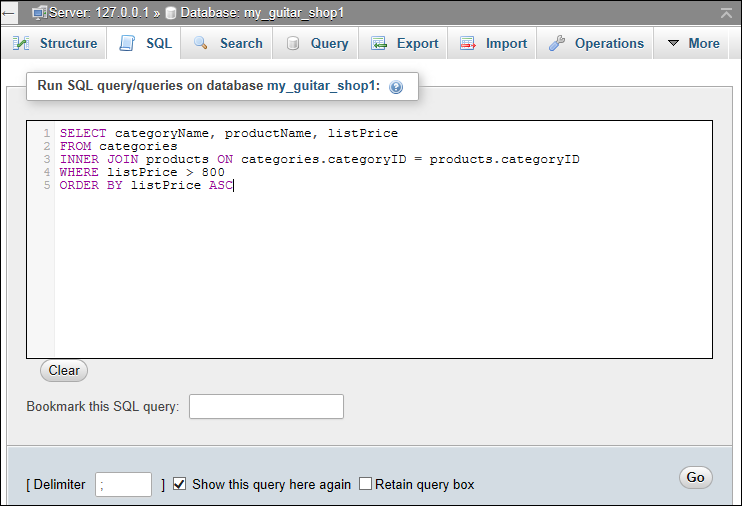 Server: 127.0.0.1 » Database: my_guitar_shop1
Structure SQL Search Query Export Import Operations More
Run SQL query/queries on database my_guitar_shop1:
1 SELECT categoryName, productName, listPrice
2 FROM categories
3 INNER JOIN products ON categories.categoryID = products.categoryID
4 WHERE listPrice > 800
5 ORDER BY listPrice ASC
Clear
Bookmark this SQL query:
[ Delimiter ; ] Show this query here again Retain query box Go